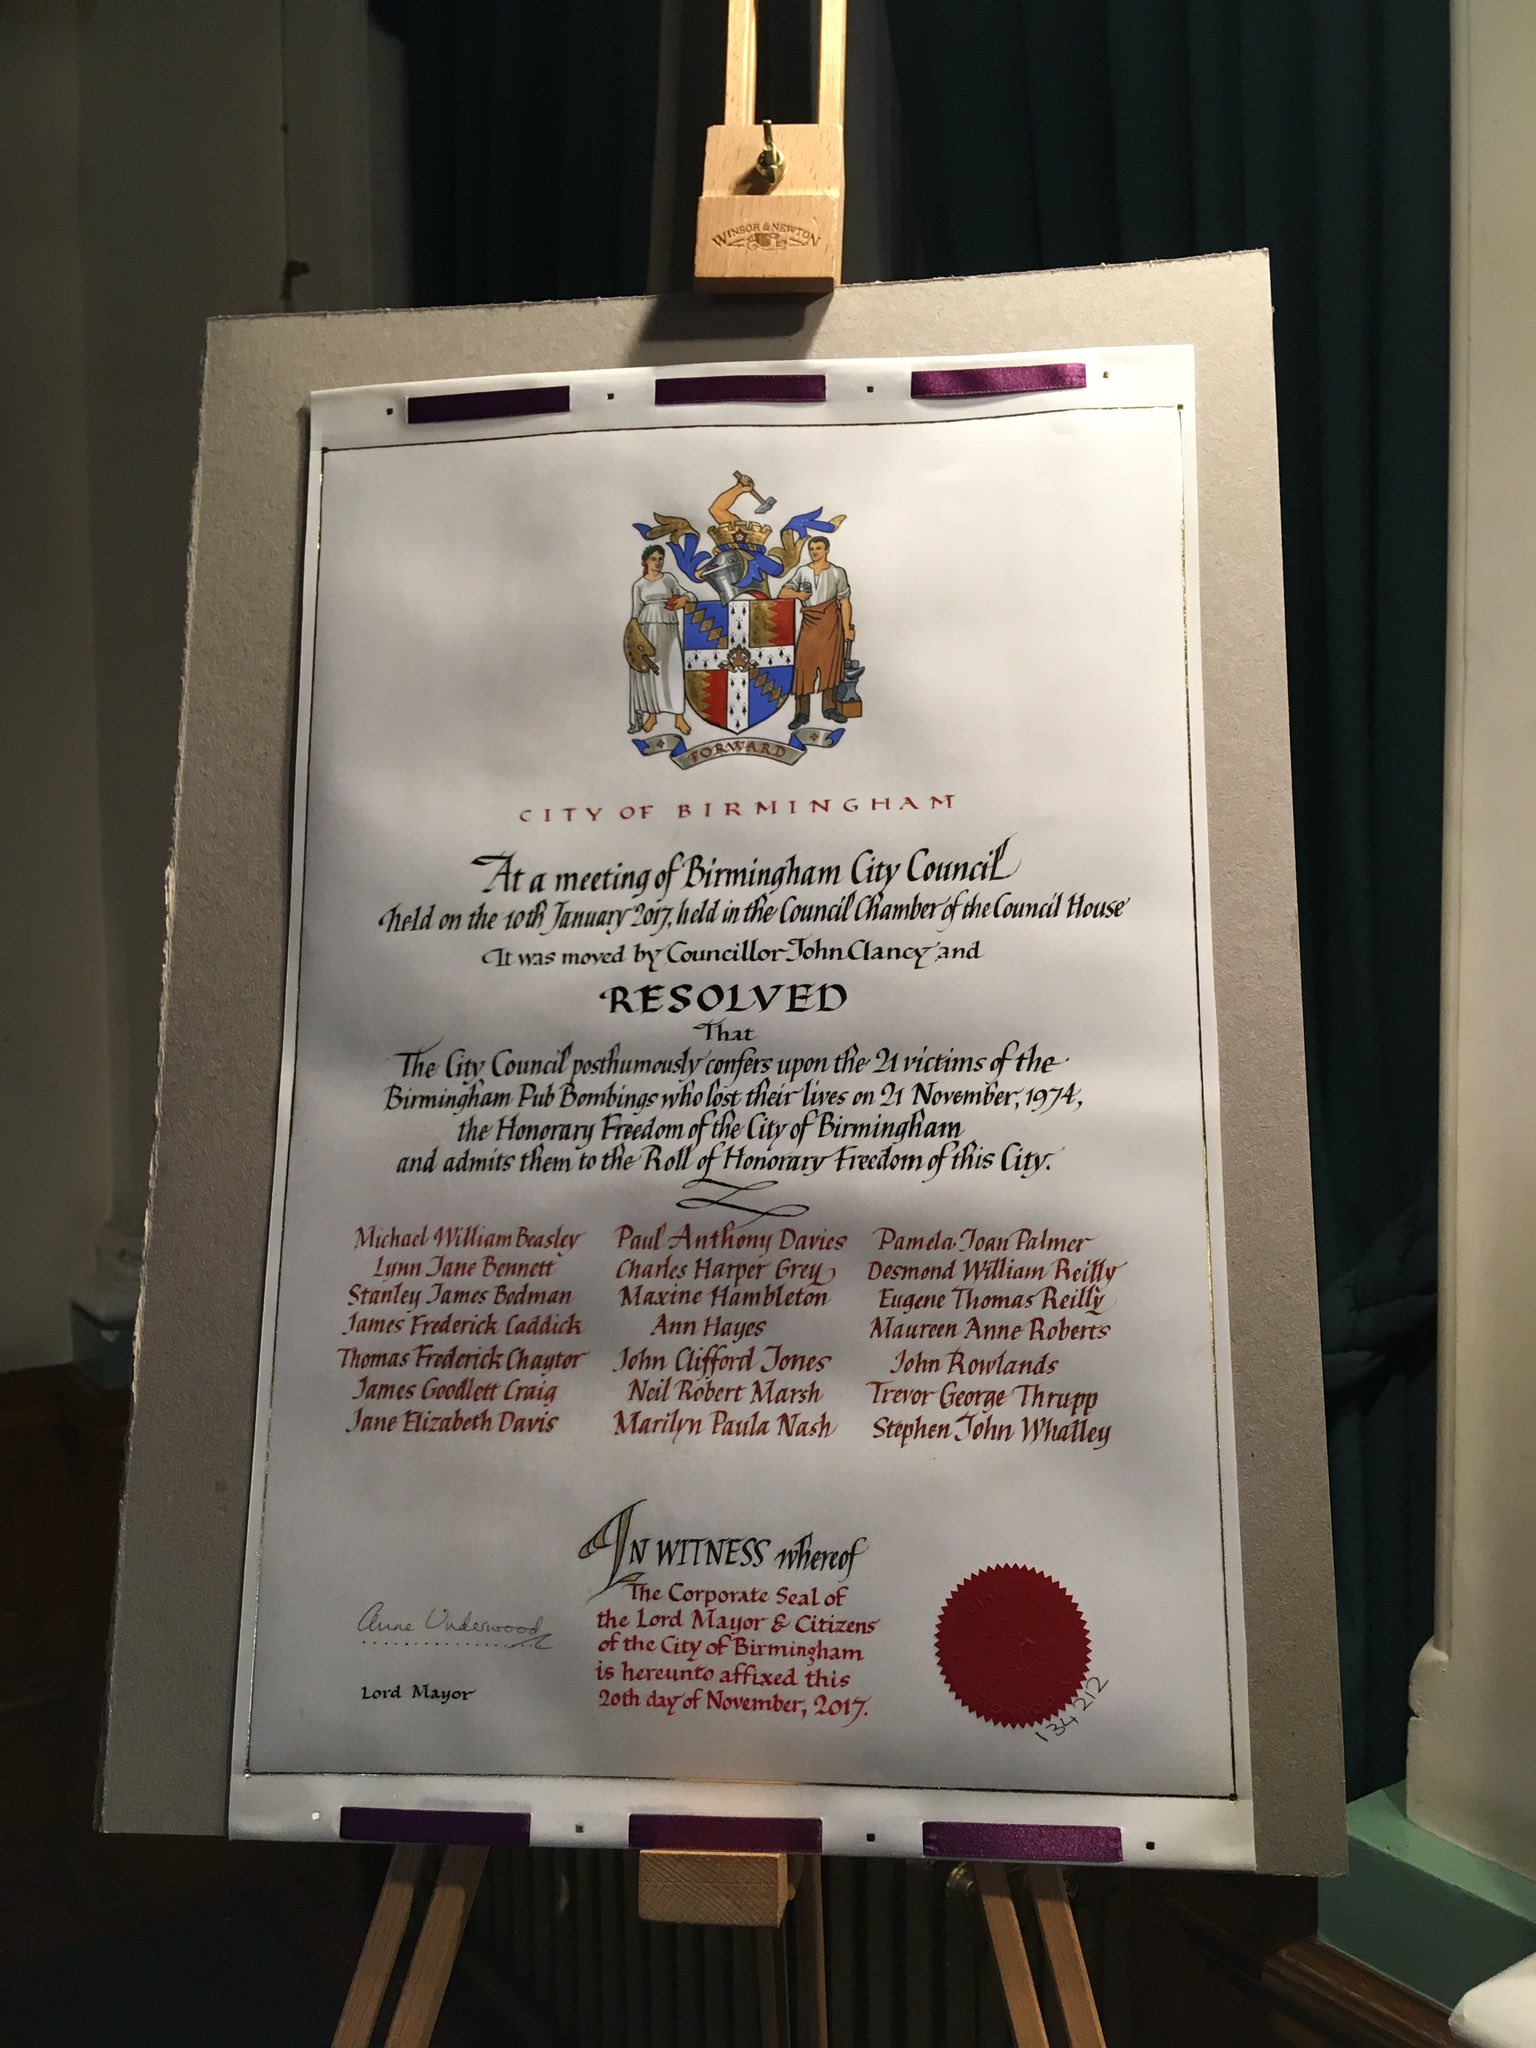 WINSOR & NEWTON
FORWARD
CITY OF BIRMINGHAM
At a meeting of Birmingham City Council
held on the 10th January 2017, held in the Council Chamber of the Council House
It was moved by Councillor John Clancy and
RESOLVED
That
The City Council posthumously confers upon the 21 victims of the
Birmingham Pub Bombings who lost their lives on 21 November, 1974,
the Honorary Freedom of the City of Birmingham
and admits them to the Roll of Honorary Freedom of this City.
Michael William Beasley
Lynn Jane Bennett
Stanley James Bodman
James Frederick Caddick
Thomas Frederick Chaytor
James Goodlett Craig
Jane Elizabeth Davis
Paul Anthony Davies
Charles Harper Grey
Maxine Hambleton
Ann Hayes
John Clifford Jones
Neil Robert Marsh
Marilyn Paula Nash
Pamela Joan Palmer
Desmond William Reilly
Eugene Thomas Reilly
Maureen Anne Roberts
John Rowlands
Trevor George Thrupp
Stephen John Whalley
IN WITNESS whereof
The Corporate Seal of
the Lord Mayor & Citizens
of the City of Birmingham
is hereunto affixed this
20th day of November, 2017.
Anne Underwood
Lord Mayor
134212